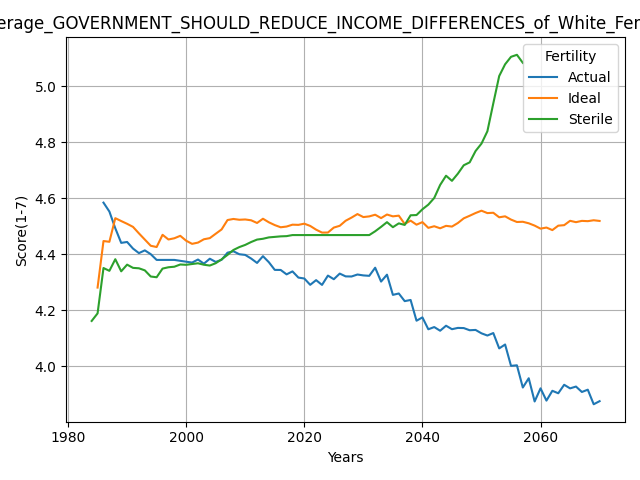 erage_GOVERNMENT_SHOULD_REDUCE_INCOME_DIFFERENCES_of_White_Fer
Fertility
Actual
Ideal
Sterile
Score(1-7)
5.0
4.8
4.6
4.4
4.2
4.0
1980
2000
2020
2040
2060
Years